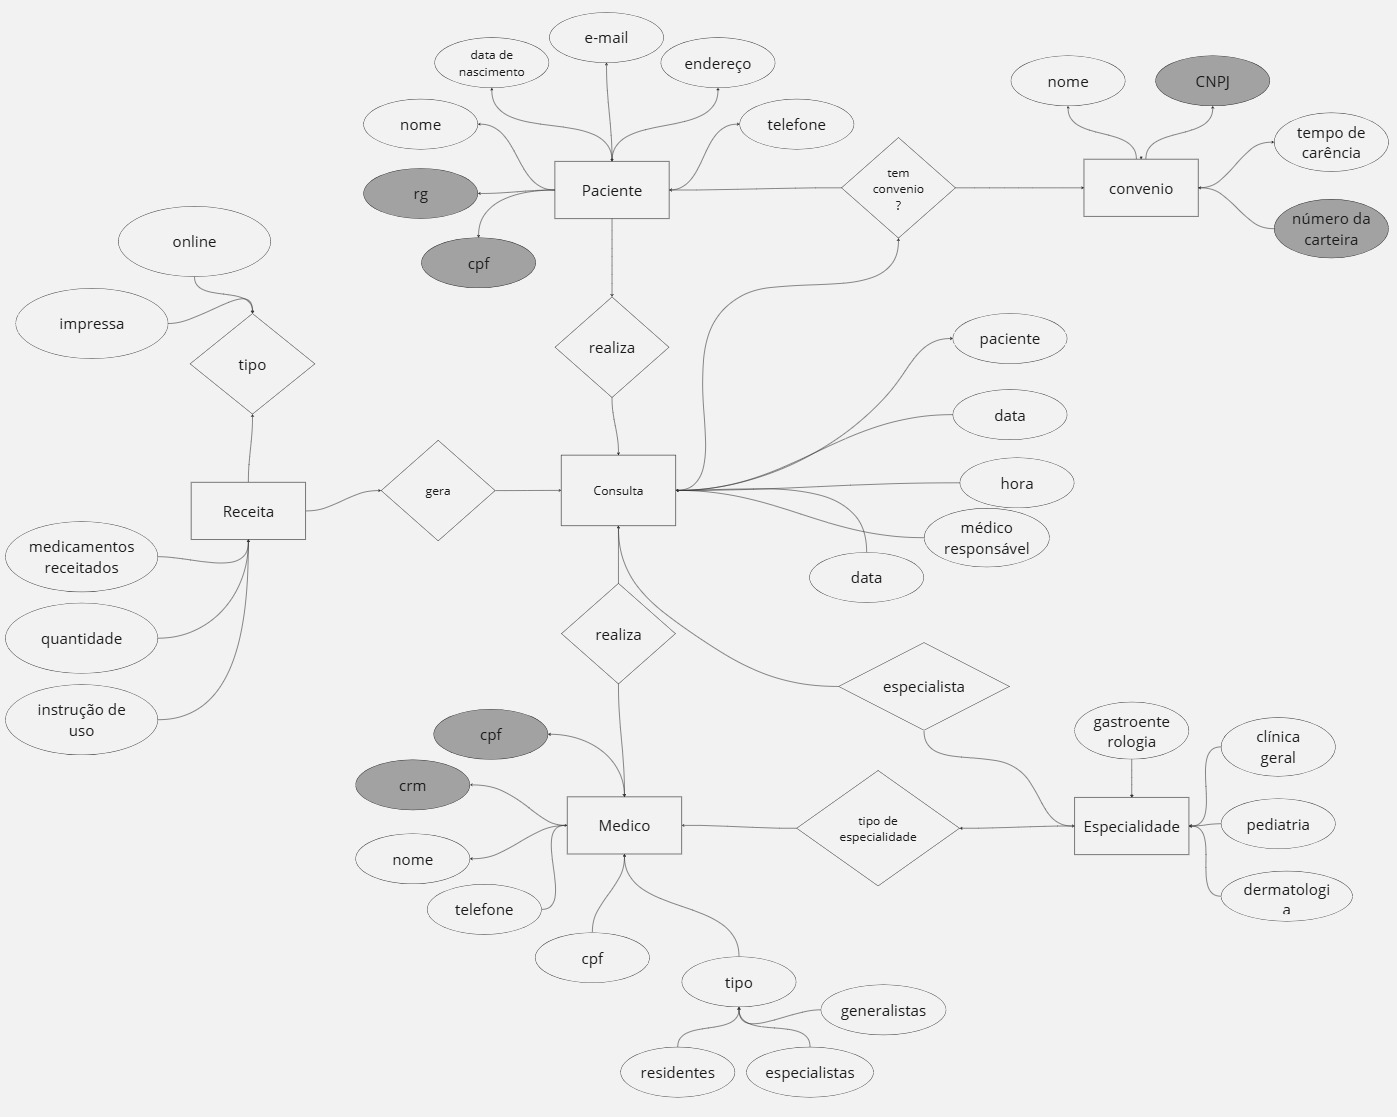 e-mail
data de
nascimento
endereço
nome
CNPJ
nome
telefone
tempo de
carência
tem
convenio
?
Paciente
convenio
rg
número da
carteira
cpf
online
impressa
tipo
realiza
paciente
data
hora
gera
Consulta
Receita
médico
responsável
medicamentos
receitados
data
quantidade
realiza
instrução de
uso
especialista
cpf
gastroente
rologia
clínica
geral
crm
Medico
tipo de
especialidade
Especialidade
pediatria
nome
dermatologi
a
telefone
cpf
tipo
generalistas
residentes
especialistas